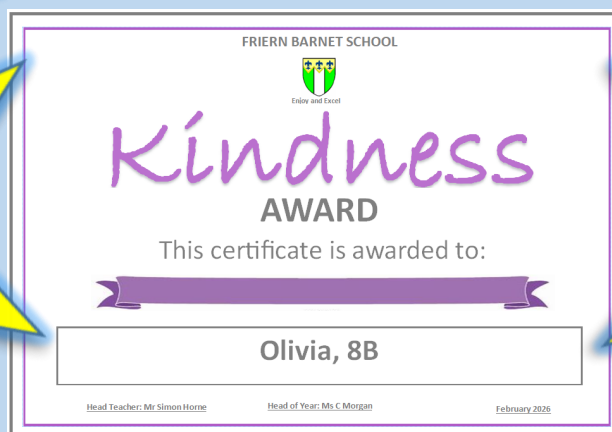 FRIERN BARNET SCHOOL
Enjoy and Excel
Kindness
AWARD
This certificate is awarded to:
Olivia, 8B
Head Teacher: Mr Simon Horne Head of Year: Ms C Morgan February 2026